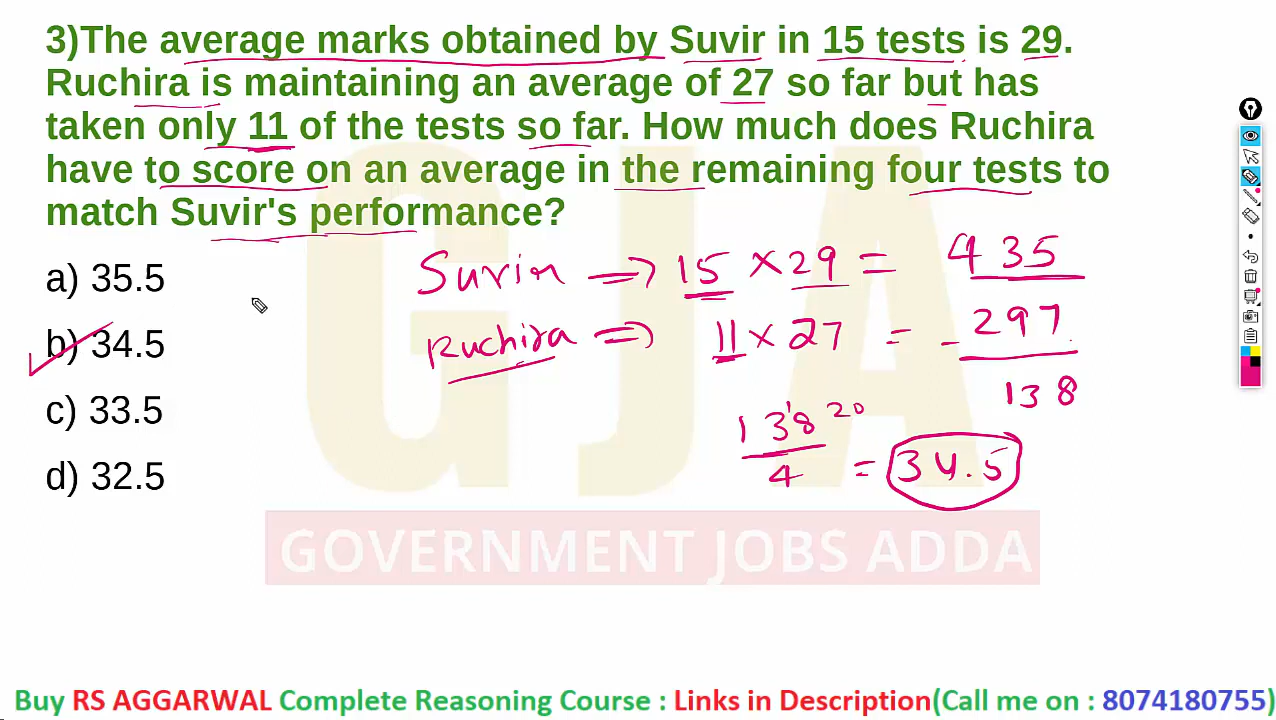 3)The average marks obtained by Suvir in 15 tests is 29.
Ruchira is maintaining an average of 27 so far but has
taken only 11 of the tests so far. How much does Ruchira
have to score on an average in the remaining four tests to
match Suvir's performance?
a) 35.5
b) 34.5
c) 33.5
d) 32.5
Suvir ⇒ 15 × 29 = 435
Ruchira ⇒ 11 × 27 = - 297
138
1 3 ¹8 20
4 = 34.5
GJA
GOVERNMENT JOBS ADDA
Buy RS AGGARWAL Complete Reasoning Course : Links in Description(Call me on : 8074180755)